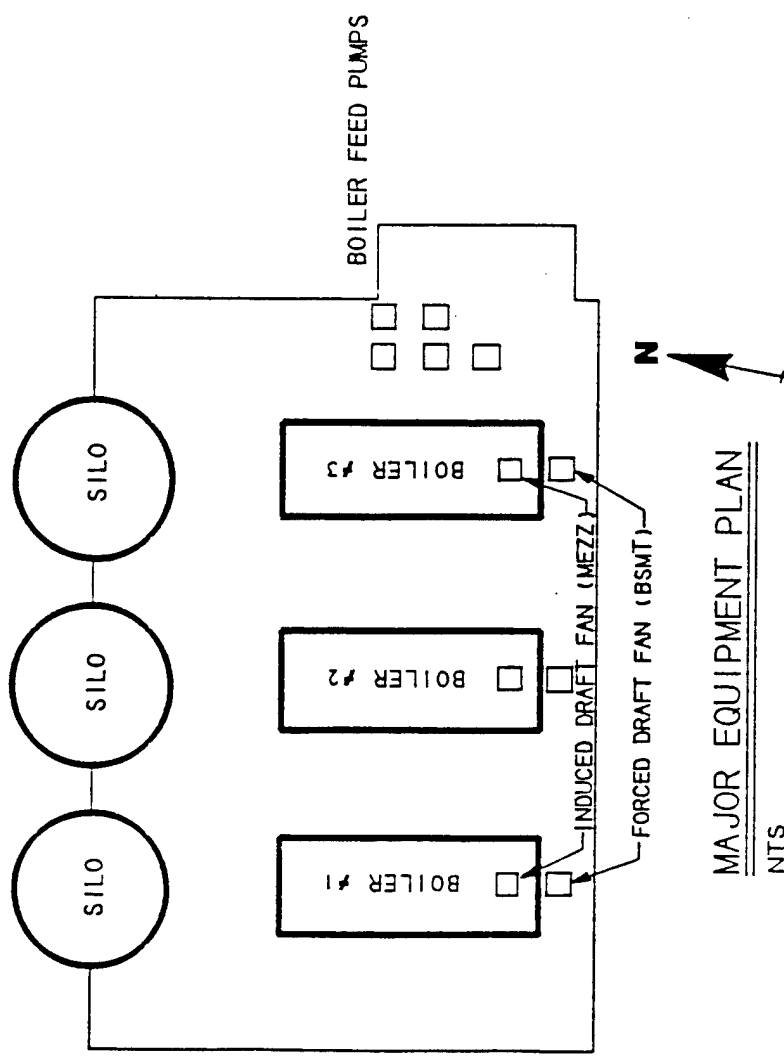 SILO
SILO
SILO
BOILER FEED PUMPS
BOILER #1
BOILER #2
BOILER #3
INDUCED DRAFT FAN (MEZZ)
FORCED DRAFT FAN (BSMT)
N
MAJOR EQUIPMENT PLAN
NTS